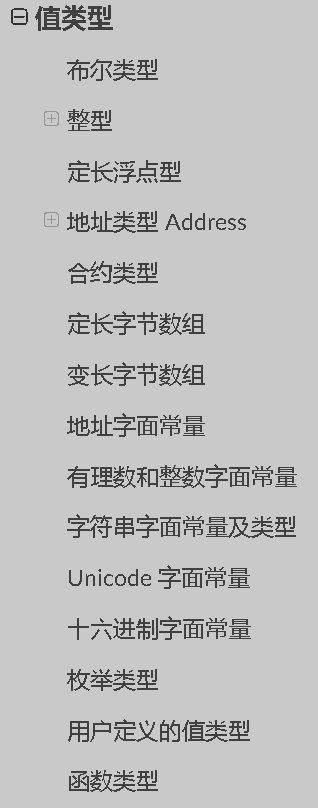 值类型
布尔类型
整型
定长浮点型
地址类型 Address
合约类型
定长字节数组
变长字节数组
地址字面常量
有理数和整数字面常量
字符串字面常量及类型
Unicode 字面常量
十六进制字面常量
枚举类型
用户定义的值类型
函数类型